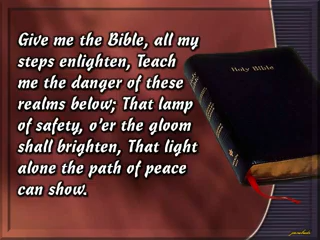 Give me the Bible, all my
steps enlighten, Teach
me the danger of these
realms below; That lamp
of safety, o'er the gloom
shall brighten, That light
alone the path of peace
can show.
Holy Bible